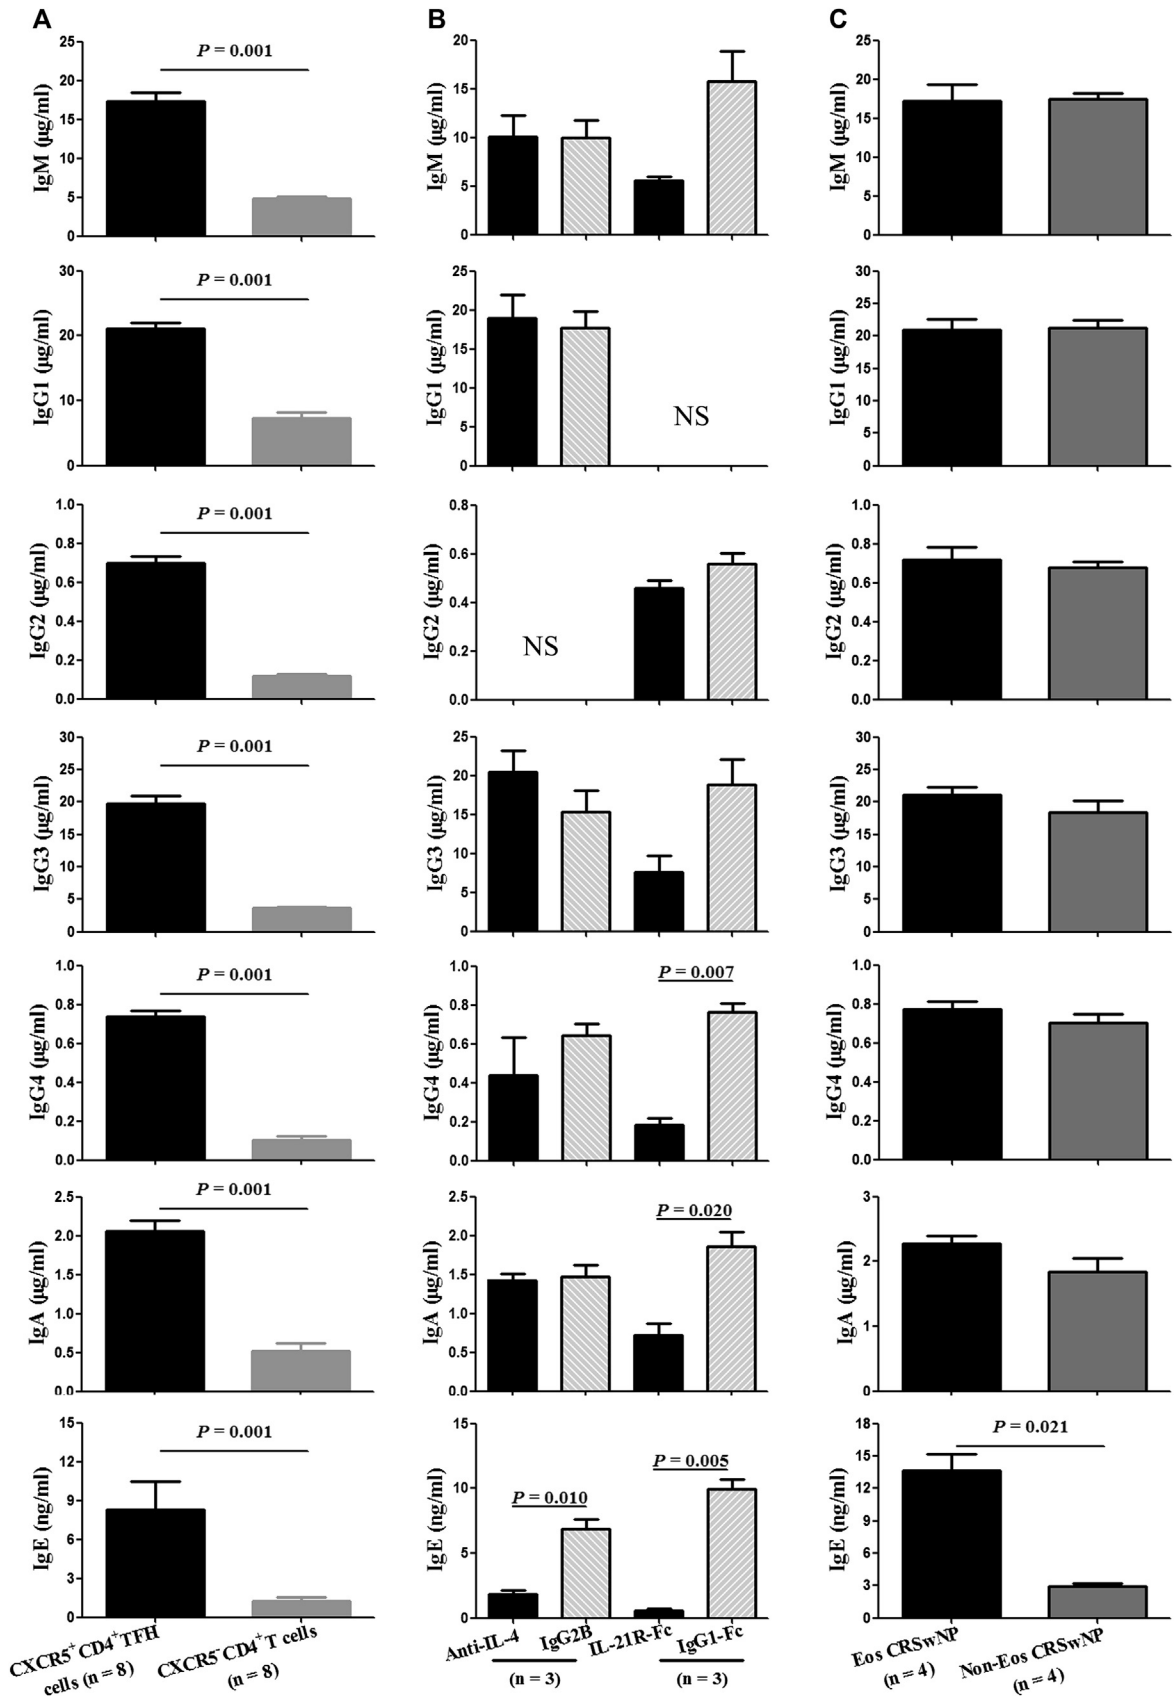 A B C
25 20 15 10 5 0
IgM (µg/ml)
P = 0.001
20 15 10 5 0
IgM (µg/ml)
25 20 15 10 5 0
IgM (µg/ml)
30 20 10 0
IgG1 (µg/ml)
P = 0.001
25 20 15 10 5 0
IgG1 (µg/ml)
NS
30 25 20 15 10 5 0
IgG1 (µg/ml)
1.0 0.8 0.6 0.4 0.2 0.0
IgG2 (µg/ml)
P = 0.001
0.8 0.6 0.4 0.2 0.0
IgG2 (µg/ml)
NS
1.0 0.8 0.6 0.4 0.2 0.0
IgG2 (µg/ml)
30 25 20 15 10 5 0
IgG3 (µg/ml)
P = 0.001
25 20 15 10 5 0
IgG3 (µg/ml)
30 25 20 15 10 5 0
IgG3 (µg/ml)
1.0 0.8 0.6 0.4 0.2 0.0
IgG4 (µg/ml)
P = 0.001
1.0 0.8 0.6 0.4 0.2 0.0
IgG4 (µg/ml)
P = 0.007
1.0 0.8 0.6 0.4 0.2 0.0
IgG4 (µg/ml)
2.5 2.0 1.5 1.0 0.5 0.0
IgA (µg/ml)
P = 0.001
2.5 2.0 1.5 1.0 0.5 0.0
IgA (µg/ml)
P = 0.020
3 2 1 0
IgA (µg/ml)
15 12 9 6 3 0
IgE (ng/ml)
P = 0.001
15 10 5 0
IgE (ng/ml)
P = 0.010
P = 0.005
18 15 12 9 6 3 0
IgE (ng/ml)
P = 0.021
CXCR5⁺CD4⁺TFH
cells (n = 8)
CXCR5⁻CD4⁺T cells
(n = 8)
Anti-IL-4
IgG2B
(n = 3)
IL-21R-Fc
IgG1-Fc
(n = 3)
Eos CRSwNP
(n = 4)
Non-Eos CRSwNP
(n = 4)